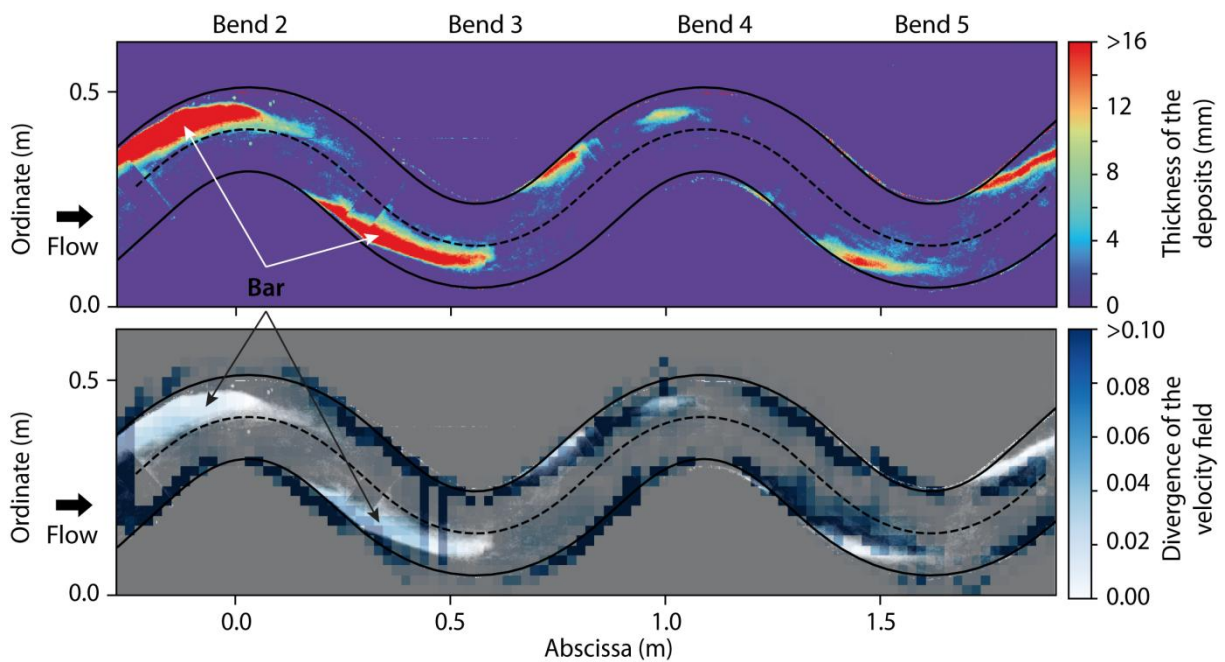 Bend 2 Bend 3 Bend 4 Bend 5
>16
12
8
4
0
Thickness of the
deposits (mm)
Ordinate (m)
0.5
0.0
Flow
Bar
>0.10
0.08
0.06
0.04
0.02
0.00
Divergence of the
velocity field
Ordinate (m)
0.5
0.0
Flow
0.0 0.5 1.0 1.5
Abscissa (m)